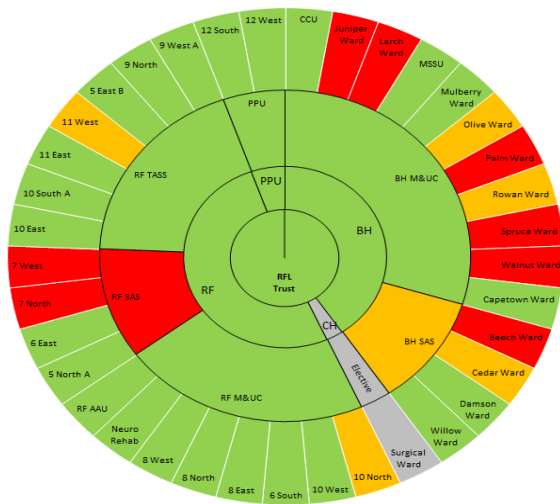 CCU
Juniper
Ward
Larch
Ward
MSSU
Mulberry
Ward
Olive Ward
Palm Ward
Rowan Ward
Spruce Ward
Walnut Ward
Capetown Ward
Beech Ward
Cedar Ward
Damson
Ward
Willow
Ward
Surgical
Ward
10 North
10 West
6 South
8 East
8 North
8 West
Neuro
Rehab
RF AAU
5 North A
6 East
7 North
7 West
10 East
10 South A
11 East
11 West
5 East B
9 North
9 West A
12 South
12 West
BH M&UC
BH SAS
Elective
RF M&UC
RF SAS
RF TASS
PPU
BH
CH
RF
PPU
RFL
Trust